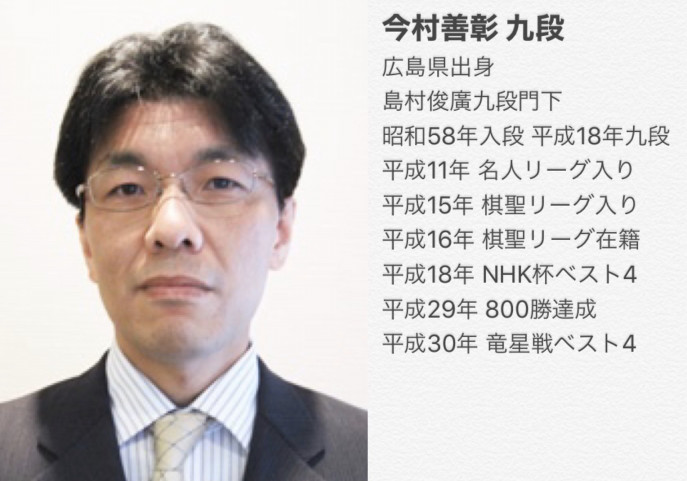 今村善彰 九段
広島県出身
島村俊廣九段門下
昭和58年入段 平成18年九段
平成11年 名人リーグ入り
平成15年 棋聖リーグ入り
平成16年 棋聖リーグ在籍
平成18年 NHK杯ベスト4
平成29年 800勝達成
平成30年 竜星戦ベスト4